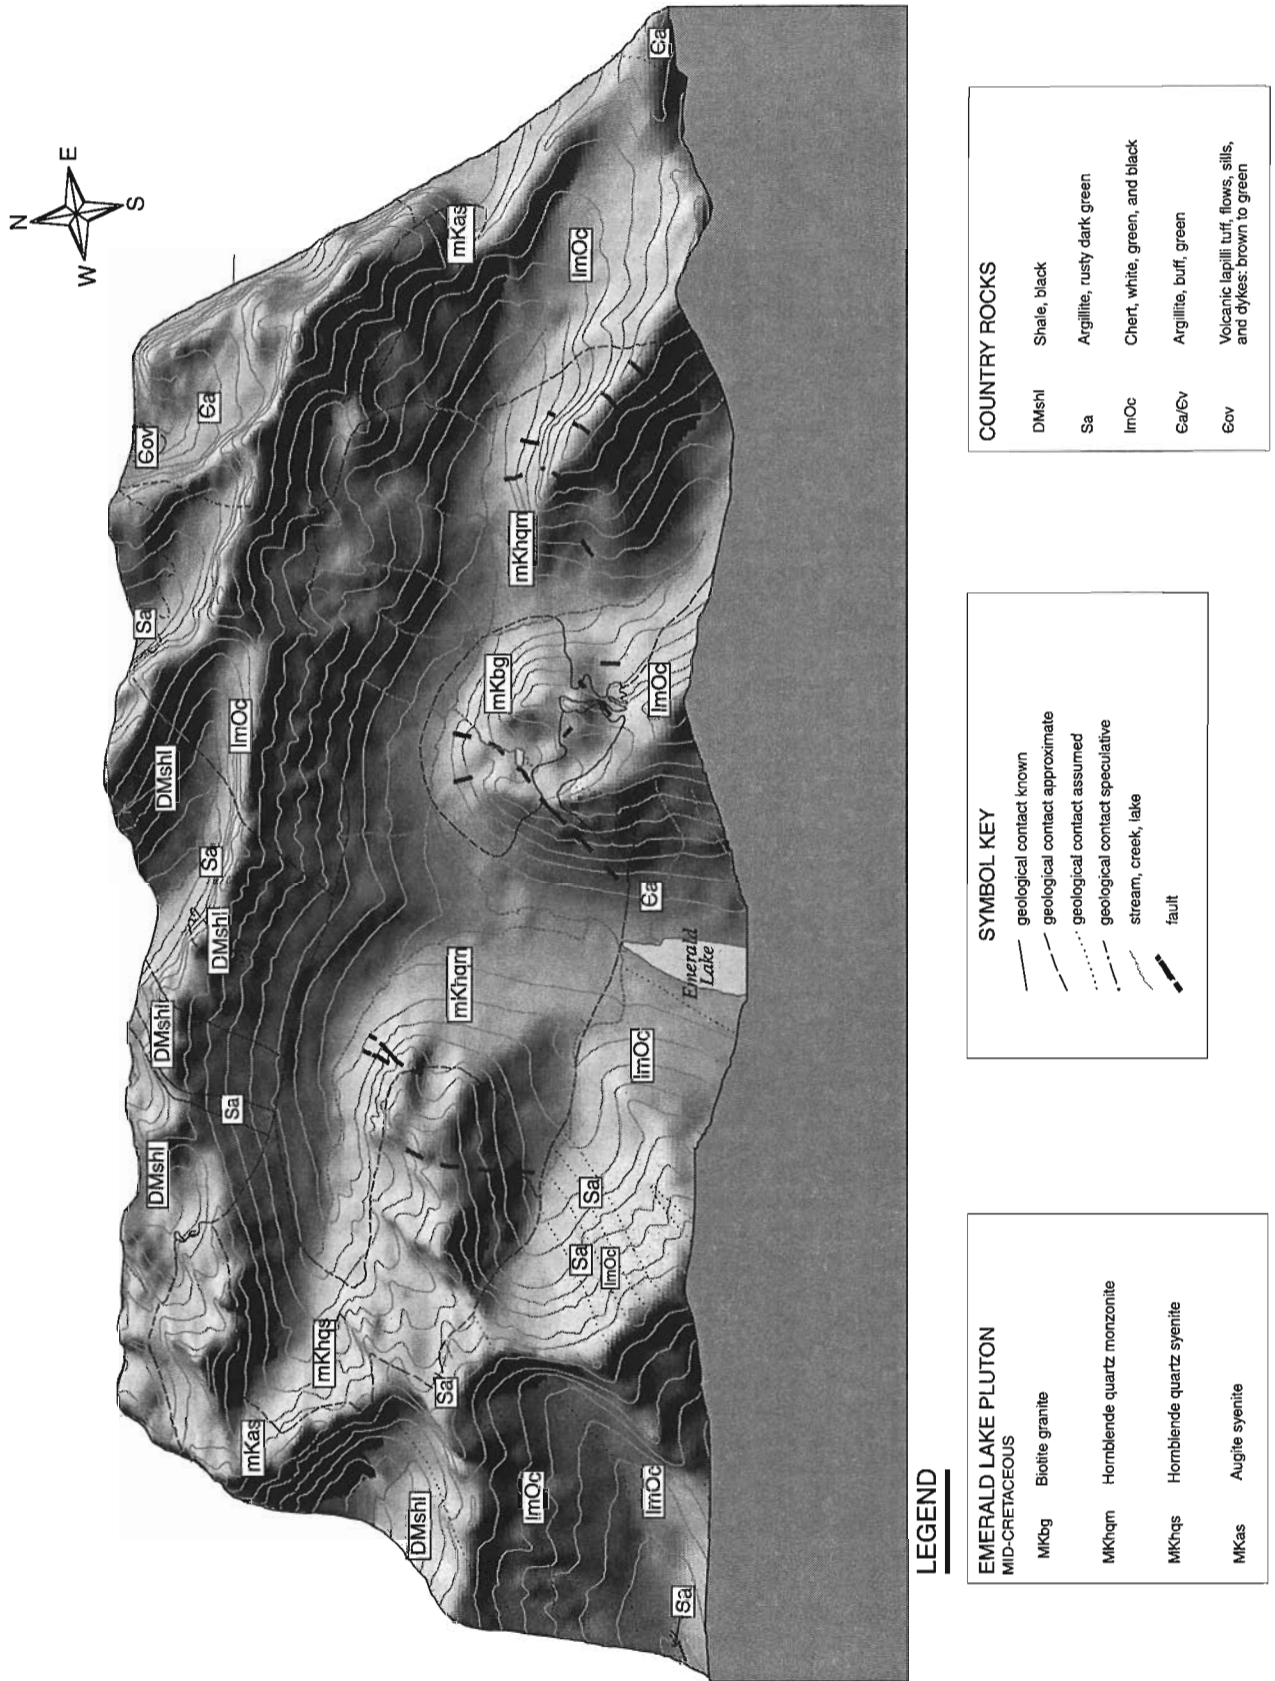 N
W
E
S
Єa
Єov
Єa
mKas
lmOc
Sa
lmOc
DMshl
mKbg
mKhqm
lmOc
Sa
DMshl
Єa
Emerald
Lake
DMshl
Sa
DMshl
mKhqm
lmOc
Sa
Sa
lmOc
mKhqs
Sa
mKas
DMshl
lmOc
lmOc
Sa
LEGEND
EMERALD LAKE PLUTON
MID-CRETACEOUS
MKbg Biotite granite
MKhqm Hornblende quartz monzonite
MKhqs Hornblende quartz syenite
MKas Augite syenite
SYMBOL KEY
geological contact known
geological contact approximate
geological contact assumed
geological contact speculative
stream, creek, lake
fault
COUNTRY ROCKS
DMshl Shale, black
Sa Argillite, rusty dark green
lmOc Chert, white, green, and black
Єa/Єv Argillite, buff, green
Єov Volcanic lapilli tuff, flows, sills,
and dykes: brown to green